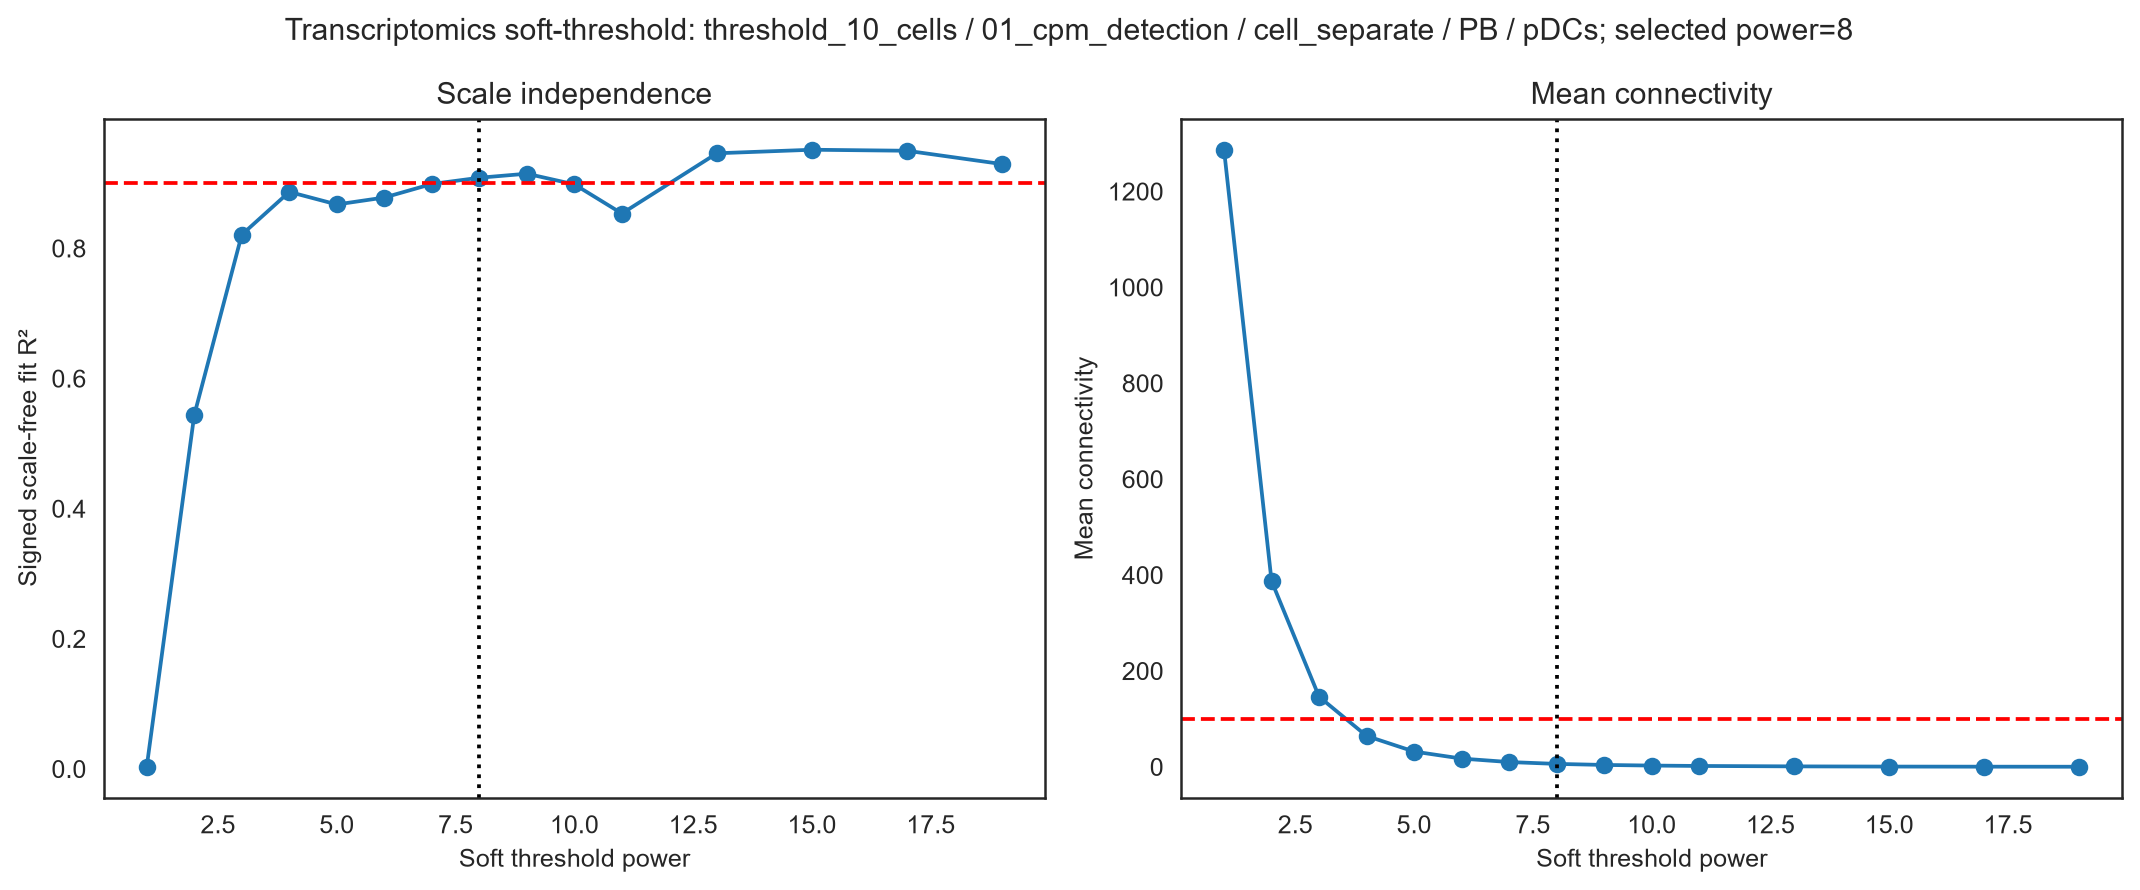 Transcriptomics soft-threshold: threshold_10_cells / 01_cpm_detection / cell_separate / PB / pDCs; selected power=8
Scale independence
Signed scale-free fit R²
0.8
0.6
0.4
0.2
0.0
2.5 5.0 7.5 10.0 12.5 15.0 17.5
Soft threshold power
Mean connectivity
Mean connectivity
1200
1000
800
600
400
200
0
2.5 5.0 7.5 10.0 12.5 15.0 17.5
Soft threshold power